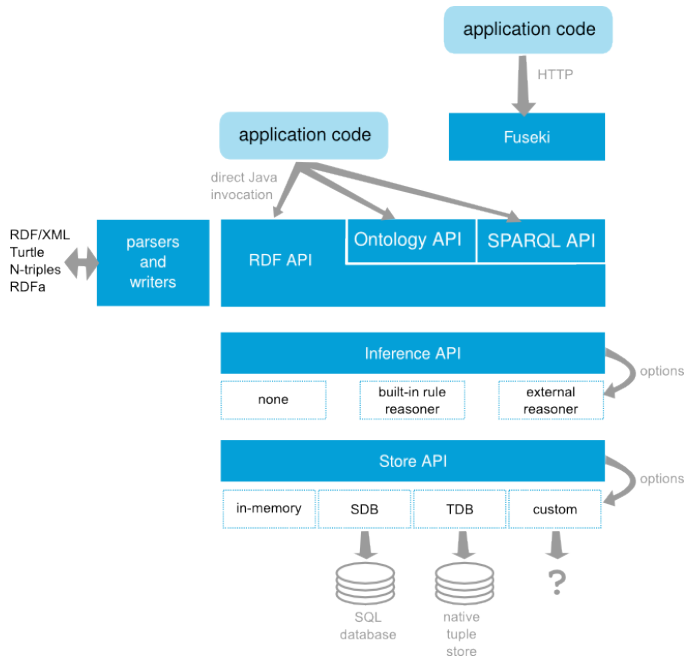 application code
HTTP
Fuseki
application code
direct Java
invocation
RDF/XML
Turtle
N-triples
RDFa
parsers
and
writers
RDF API
Ontology API
SPARQL API
Inference API
options
none
built-in rule
reasoner
external
reasoner
Store API
options
in-memory
SDB
TDB
custom
?
SQL
database
native
tuple
store